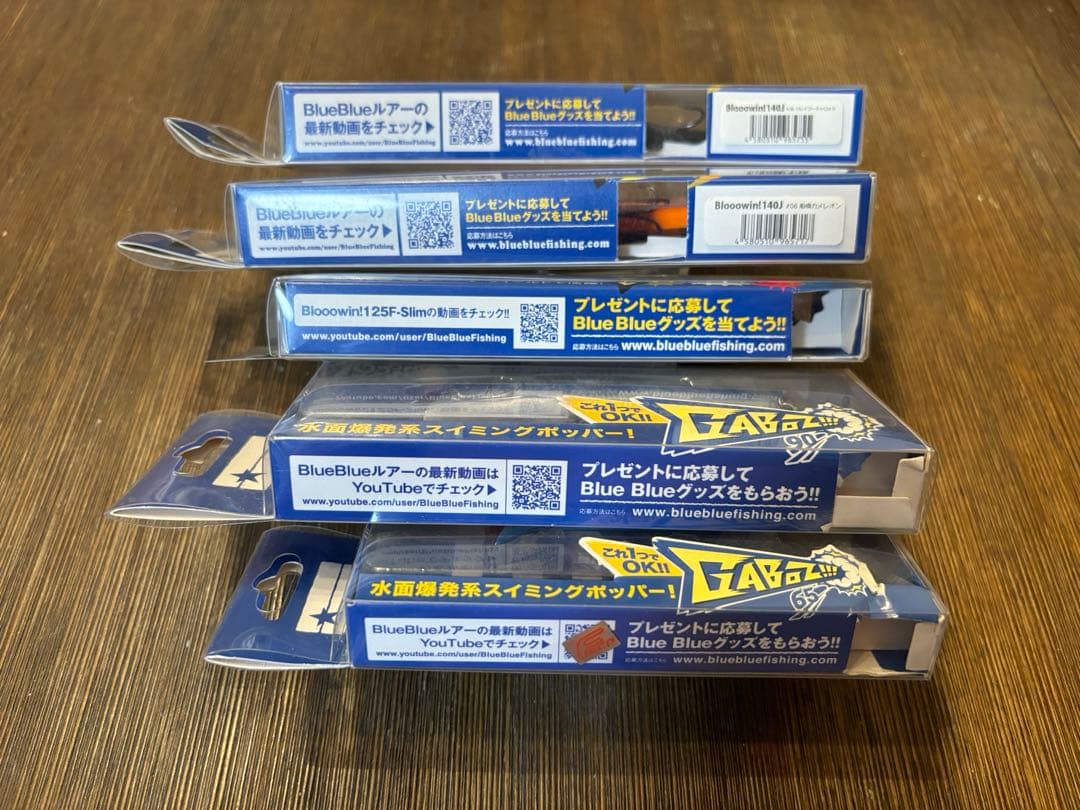 BlueBlueルアーの
最新動画をチェック▶
www.youtube.com/user/BlueBlueFishing
プレゼントに応募して
Blue Blueグッズを当てよう!!
応募方法はこちら
www.bluebluefishing.com
Blooowin!140J
4 580510 965755
BlueBlueルアーの
最新動画をチェック▶
www.youtube.com/user/BlueBlueFishing
プレゼントに応募して
Blue Blueグッズを当てよう!!
応募方法はこちら
www.bluebluefishing.com
Blooowin!140J #06 船橋カメレオン
4 580510 965717
Blooowin!125F-Slimの動画をチェック!!
www.youtube.com/user/BlueBlueFishing
プレゼントに応募して
Blue Blueグッズを当てよう!!
応募方法はこちら www.bluebluefishing.com
これ1つで
OK!!
GABOZ!!!
90
水面爆発系スイミングポッパー!
BlueBlueルアーの最新動画は
YouTubeでチェック▶
www.youtube.com/user/BlueBlueFishing
プレゼントに応募して
Blue Blueグッズをもらおう!!
応募方法はこちら www.bluebluefishing.com
これ1つで
OK!!
GABOZ!!!
65
水面爆発系スイミングポッパー!
BlueBlueルアーの最新動画は
YouTubeでチェック▶
www.youtube.com/user/BlueBlueFishing
プレゼントに応募して
Blue Blueグッズをもらおう!!
応募方法はこちら www.bluebluefishing.com